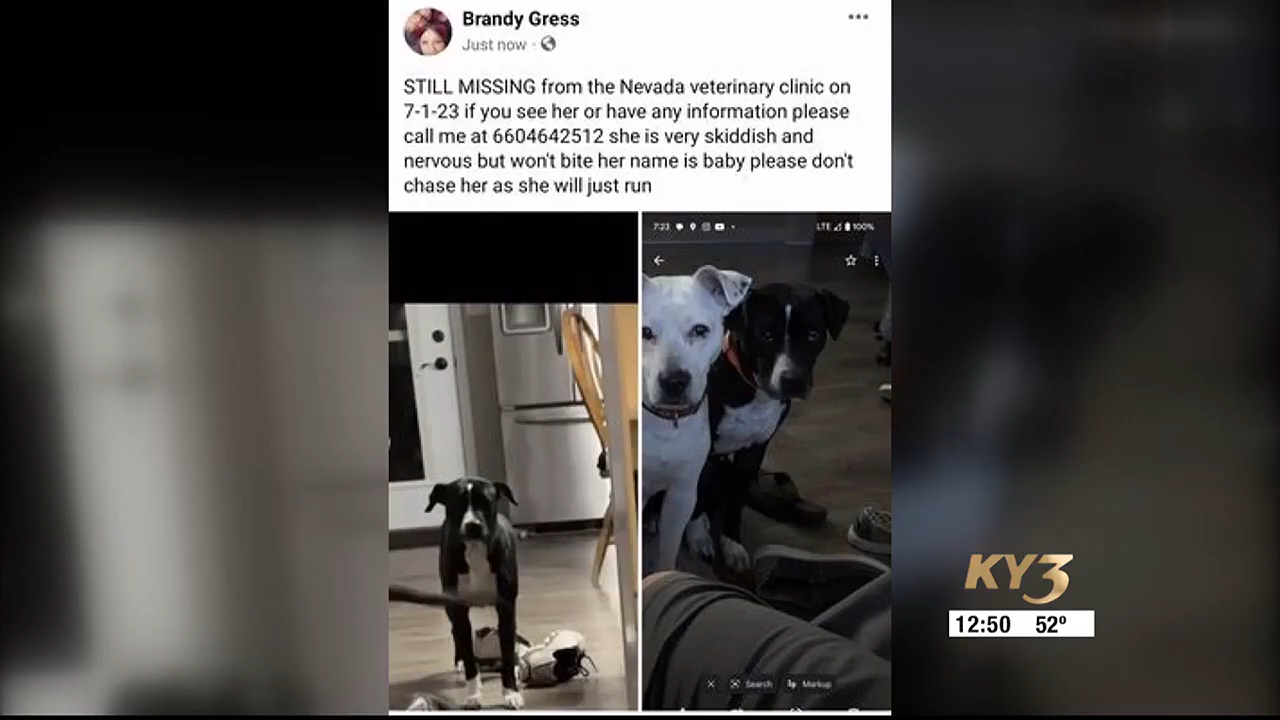 Brandy Gress
Just now
STILL MISSING from the Nevada veterinary clinic on
7-1-23 if you see her or have any information please
call me at 6604642512 she is very skiddish and
nervous but won't bite her name is baby please don't
chase her as she will just run
7:23
LTE 100%
Search Markup
KY3
12:50 52º